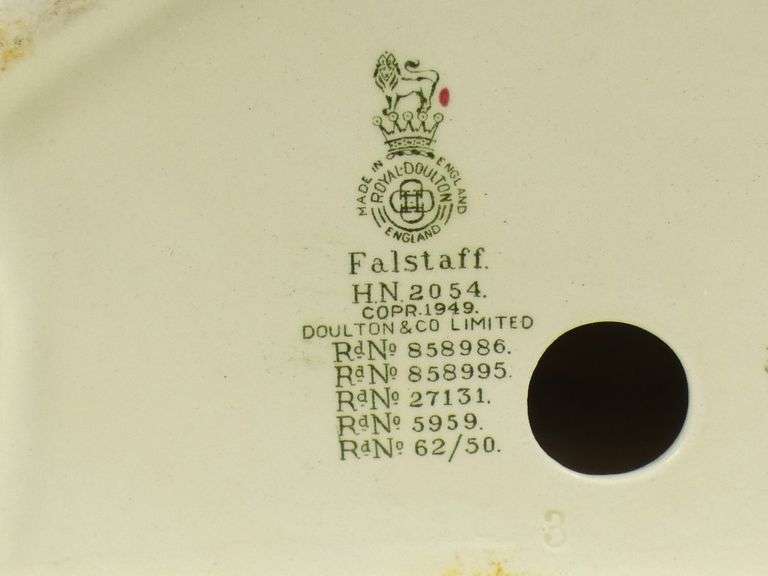 MADE IN ENGLAND
ROYAL·DOULTON
ENGLAND
Falstaff.
H.N. 2054.
COPR. 1949.
DOULTON & CO LIMITED
Rd No 858986.
Rd No 858995.
Rd No 27131.
Rd No 5959.
Rd No 62/50.